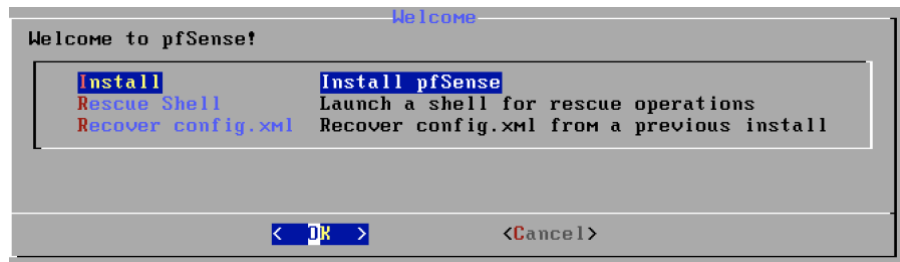 Welcome
Welcome to pfSense!
Install Install pfSense
Rescue Shell Launch a shell for rescue operations
Recover config.xml Recover config.xml from a previous install
< OK > <Cancel>